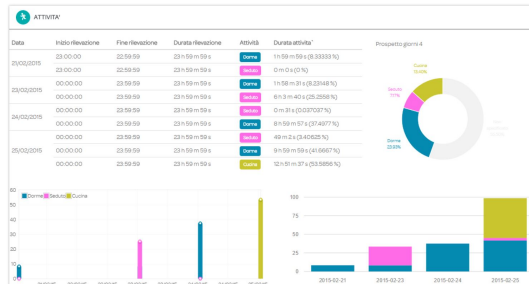 ATTIVITA'
Data Inizio rilevazione Fine rilevazione Durata rilevazione Attività Durata attivita'
21/02/2015
23:00:00 22:59:59 23 h 59 m 59 s Dorme 1 h 59 m 59 s (8.33333 %)
00:00:00 23:59:59 23 h 59 m 59 s Seduto 0 m 0 s (0 %)
23/02/2015
00:00:00 23:59:59 23 h 59 m 59 s Dorme 1 h 58 m 31 s (8.23148 %)
00:00:00 23:59:59 23 h 59 m 59 s Seduto 6 h 3 m 40 s (25.2558 %)
24/02/2015
00:00:00 23:59:59 23 h 59 m 59 s Seduto 0 m 31 s (0.037037 %)
00:00:00 23:59:59 23 h 59 m 59 s Dorme 8 h 59 m 57 s (37.4977 %)
25/02/2015
00:00:00 23:59:59 23 h 59 m 59 s Seduto 49 m 2 s (3.40625 %)
00:00:00 23:59:59 23 h 59 m 59 s Dorme 9 h 59 m 59 s (41.6667 %)
00:00:00 23:59:59 23 h 59 m 59 s Cucina 12 h 51 m 37 s (53.5856 %)
Prospetto giorni 4
Cucina
Seduto
Dorme
60
50
40
30
20
10
0
Dorme Seduto Cucina
100
75
50
25
0
2015-02-21 2015-02-23 2015-02-24 2015-02-25